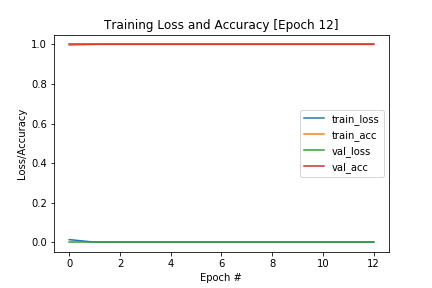 Training Loss and Accuracy [Epoch 12]
Loss/Accuracy
1.0
0.8
0.6
0.4
0.2
0.0
train_loss
train_acc
val_loss
val_acc
0 2 4 6 8 10 12
Epoch #